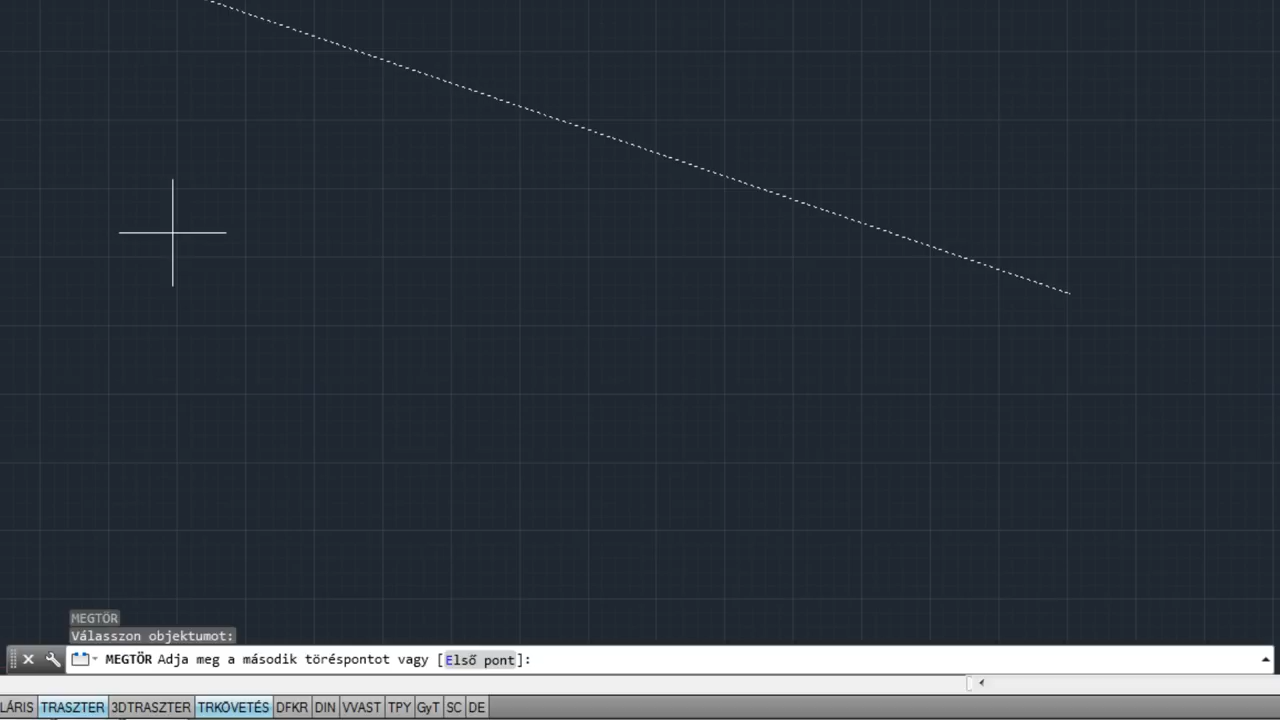 MEGTÖR
Válasszon objektumot:
MEGTÖR Adja meg a második töréspontot vagy [Első pont]:
LÁRIS TRASZTER 3DTRASZTER TRKÖVETÉS DFKR DIN VVAST TPY GyT SC DE